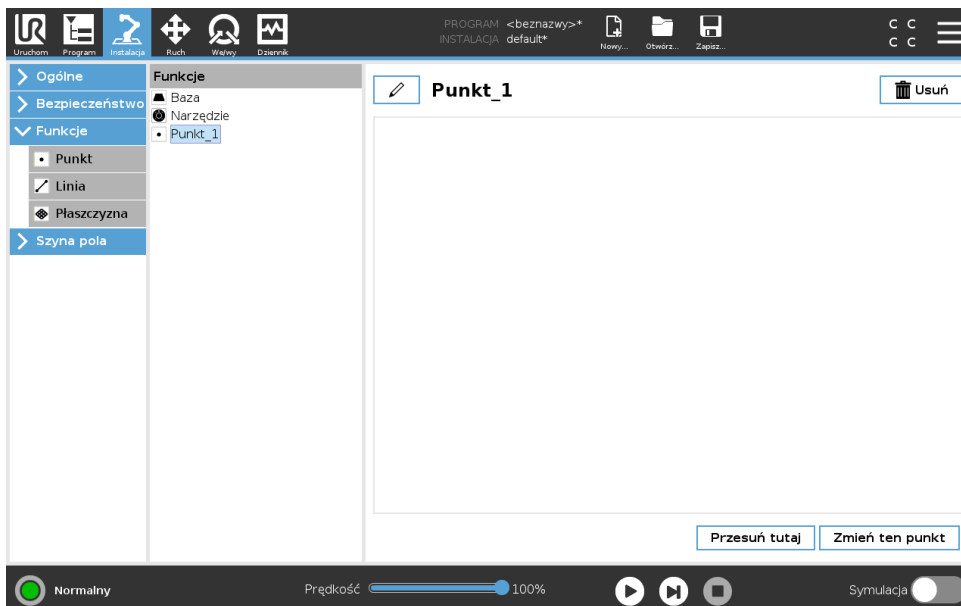 UR
PROGRAM <beznazwy>*
INSTALACJA default*
C C
C C
Uruchom Program Instalacja Ruch We/wy Dziennik Nowy... Otwórz... Zapisz...
Ogólne
Bezpieczeństwo
Funkcje
Punkt
Linia
Płaszczyzna
Szyna pola
Funkcje
Baza
Narzędzie
Punkt_1
Punkt_1
Usuń
Przesuń tutaj Zmień ten punkt
Normalny Prędkość 100% Symulacja